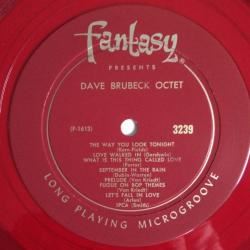 Fantasy
PRESENTS
DAVE BRUBECK OCTET
(F-1613) 3239
THE WAY YOU LOOK TONIGHT
(Kern-Fields)
LOVE WALKED IN (Gershwin)
WHAT IS THIS THING CALLED LOVE
(Porter)
SEPTEMBER IN THE RAIN
(Dubin-Warren)
PRELUDE (Van Kriedt)
FUGUE ON BOP THEMES
(Van Kriedt)
LET'S FALL IN LOVE
(Arlen)
IPCA (Smith)
LONG PLAYING MICROGROOVE